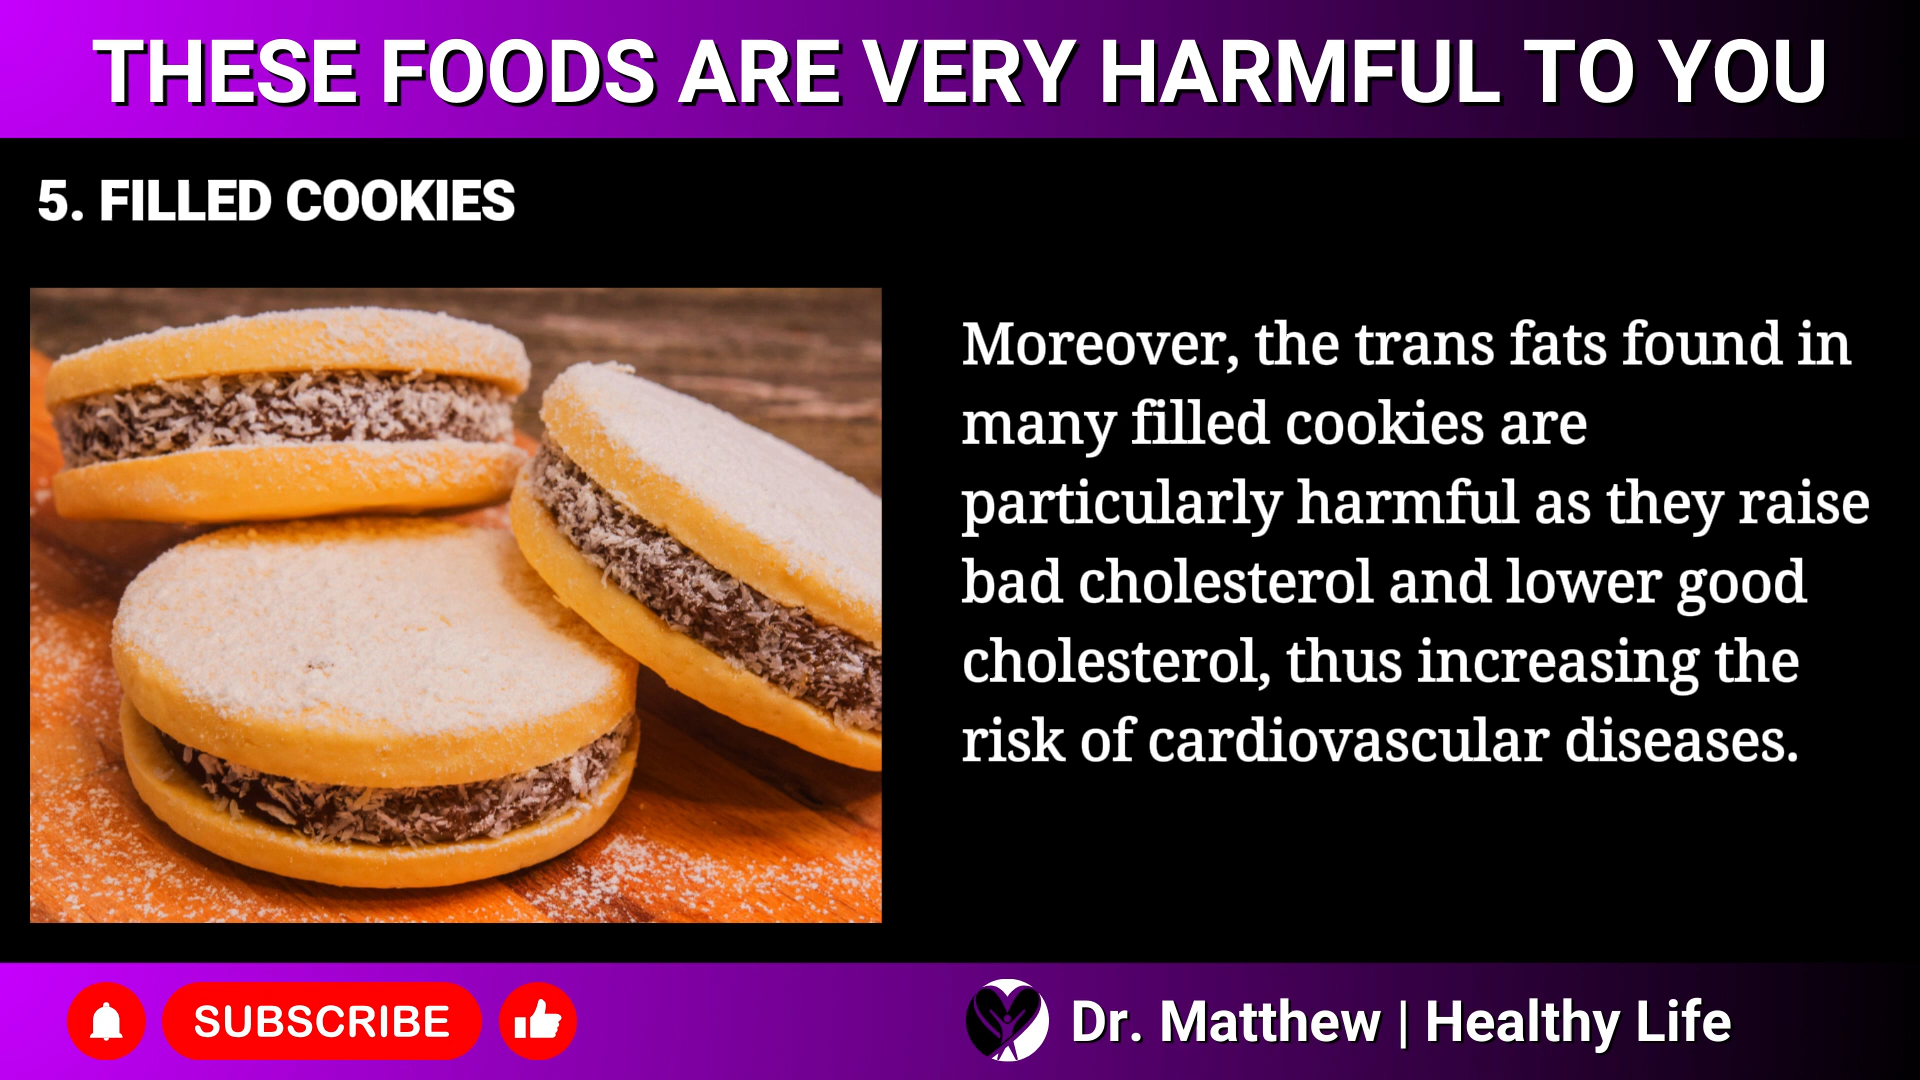 THESE FOODS ARE VERY HARMFUL TO YOU
5. FILLED COOKIES
Moreover, the trans fats found in
many filled cookies are
particularly harmful as they raise
bad cholesterol and lower good
cholesterol, thus increasing the
risk of cardiovascular diseases.
SUBSCRIBE
Dr. Matthew | Healthy Life